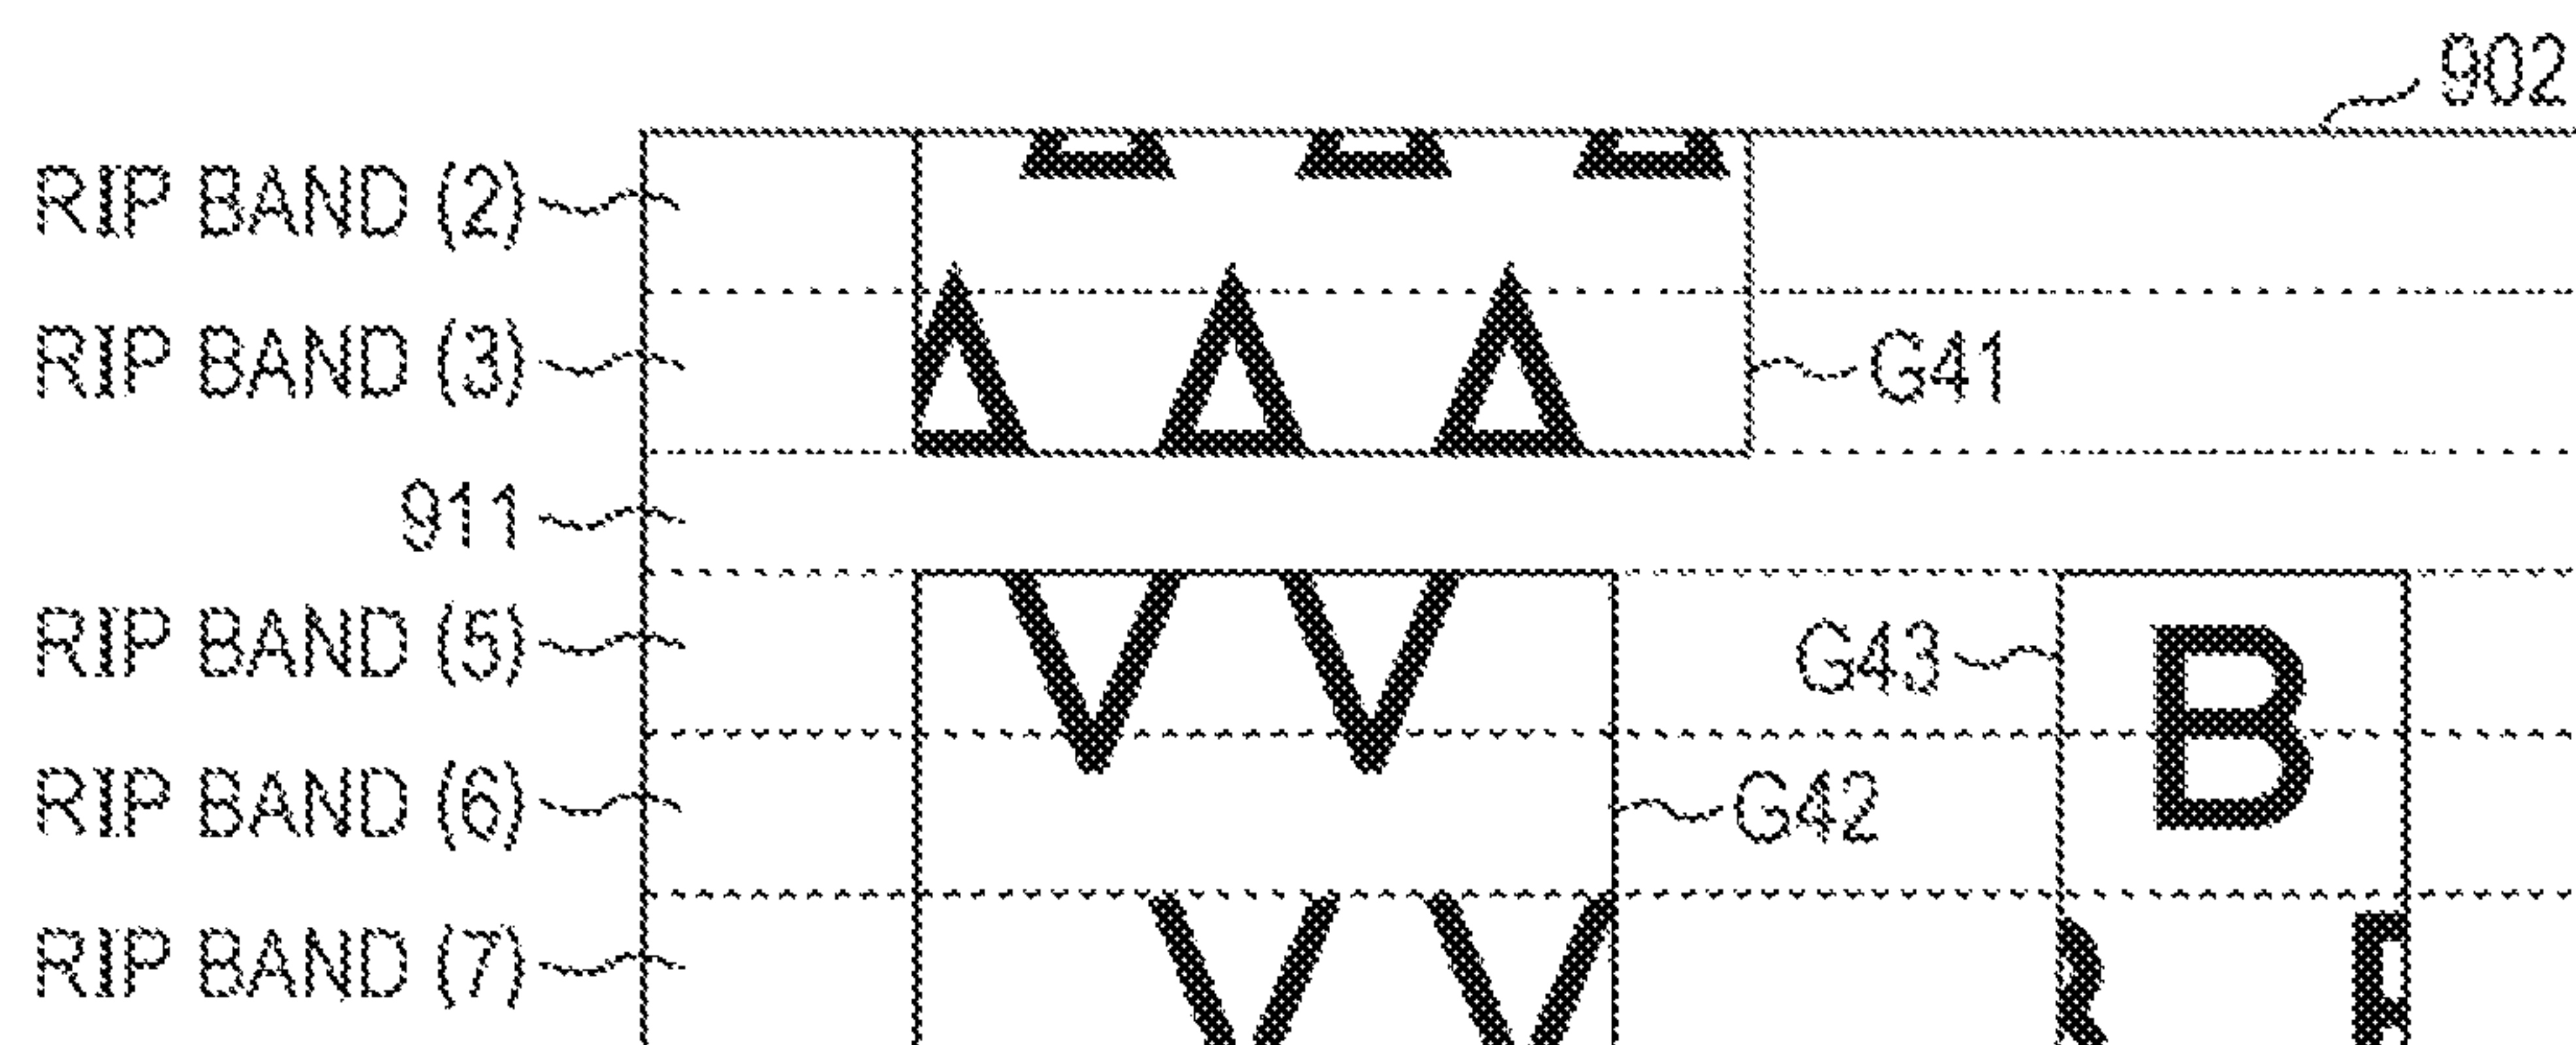 902
RIP BAND (2)
RIP BAND (3)
G41
911
RIP BAND (5)
G43
B
RIP BAND (6)
G42
RIP BAND (7)